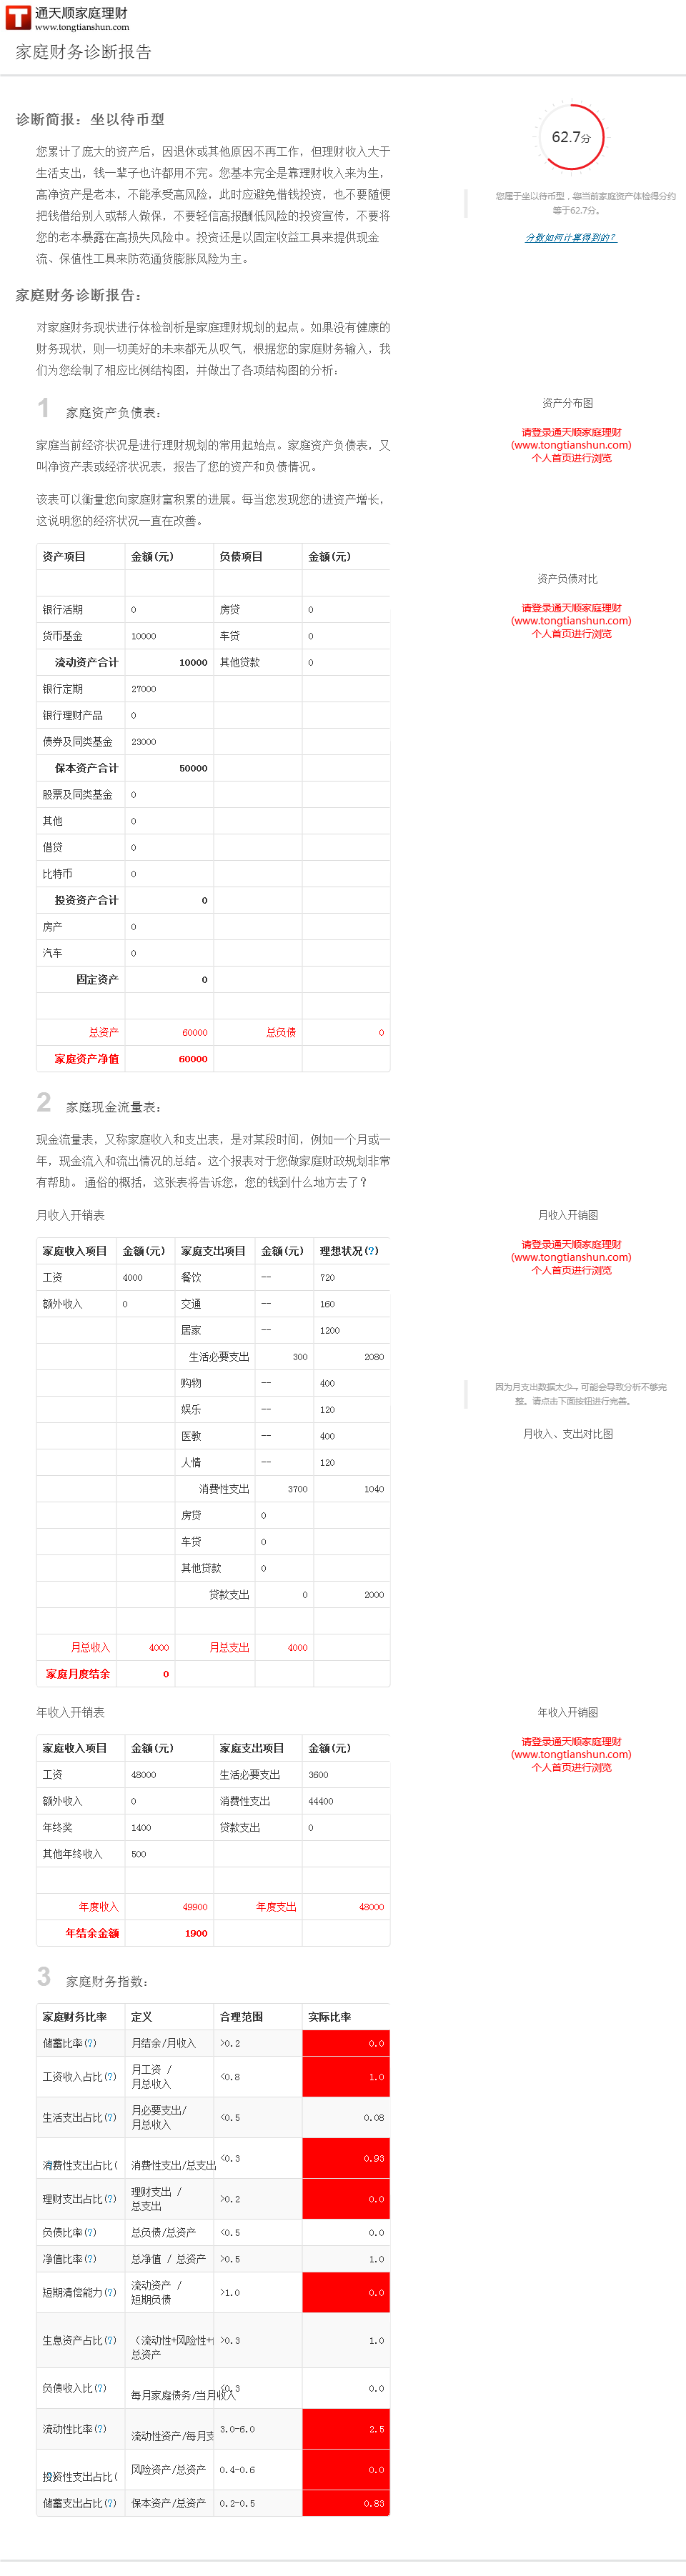 通天顺家庭理财
www.tongtianshun.com
家庭财务诊断报告
诊断简报: 坐以待币型
您累计了庞大的资产后，因退休或其他原因不再工作，但理财收入大于
生活支出，钱一辈子也许都用不完。您基本完全是靠理财收入来为生，
高净资产是老本，不能承受高风险，此时应避免借钱投资，也不要随便
把钱借给别人或帮人做保，不要轻信高报酬低风险的投资宣传，不要将
您的老本暴露在高损失风险中。投资还是以固定收益工具来提供现金
流、保值性工具来防范通货膨胀风险为主。
62.7分
您属于坐以待币型，您当前家庭资产体检得分约
等于62.7分。
分数如何计算得到的？
家庭财务诊断报告:
对家庭财务现状进行体检剖析是家庭理财规划的起点。如果没有健康的
财务现状，则一切美好的未来都无从叹气，根据您的家庭财务输入，我
们为您绘制了相应比例结构图，并做出了各项结构图的分析:
1 家庭资产负债表:
家庭当前经济状况是进行理财规划的常用起始点。家庭资产负债表，又
叫净资产表或经济状况表，报告了您的资产和负债情况。
该表可以衡量您向家庭财富积累的进展。每当您发现您的进资产增长，
这说明您的经济状况一直在改善。
资产分布图
请登录通天顺家庭理财
(www.tongtianshun.com)
个人首页进行浏览
资产项目 金额(元) 负债项目 金额(元)
银行活期 0 房贷 0
货币基金 10000 车贷 0
流动资产合计 10000 其他贷款 0
银行定期 27000
银行理财产品 0
债券及同类基金 23000
保本资产合计 50000
股票及同类基金 0
其他 0
借贷 0
比特币 0
投资资产合计 0
房产 0
汽车 0
固定资产 0
总资产 60000 总负债 0
家庭资产净值 60000
资产负债对比
请登录通天顺家庭理财
(www.tongtianshun.com)
个人首页进行浏览
2 家庭现金流量表:
现金流量表，又称家庭收入和支出表，是对某段时间，例如一个月或一
年，现金流入和流出情况的总结。这个报表对于您做家庭财政规划非常
有帮助。 通俗的概括，这张表将告诉您，您的钱到什么地方去了？
月收入开销表
家庭收入项目 金额(元) 家庭支出项目 金额(元) 理想状况(?)
工资 4000 餐饮 -- 720
额外收入 0 交通 -- 160
居家 -- 1200
生活必要支出 300 2080
购物 -- 400
娱乐 -- 120
医教 -- 400
人情 -- 120
消费性支出 3700 1040
房贷 0
车贷 0
其他贷款 0
贷款支出 0 2000
月总收入 4000 月总支出 4000
家庭月度结余 0
月收入开销图
请登录通天顺家庭理财
(www.tongtianshun.com)
个人首页进行浏览
因为月支出数据太少，可能会导致分析不够完
整。请点击下面按钮进行完善。
月收入、支出对比图
年收入开销表
家庭收入项目 金额(元) 家庭支出项目 金额(元)
工资 48000 生活必要支出 3600
额外收入 0 消费性支出 44400
年终奖 1400 贷款支出 0
其他年终收入 500
年度收入 49900 年度支出 48000
年结余金额 1900
年收入开销图
请登录通天顺家庭理财
(www.tongtianshun.com)
个人首页进行浏览
3 家庭财务指数:
家庭财务比率 定义 合理范围 实际比率
储蓄比率(?) 月结余/月收入 >0.2 0.0
工资收入占比(?) 月工资 / <0.8 1.0
月总收入
生活支出占比(?) 月必要支出/ <0.5 0.08
月总收入
消费性支出占比( 消费性支出/总支出 <0.3 0.93
理财支出占比(?) 理财支出 / >0.2 0.0
总支出
负债比率(?) 总负债/总资产 <0.5 0.0
净值比率(?) 总净值 / 总资产 >0.5 1.0
短期清偿能力(?) 流动资产 / >1.0 0.0
短期负债
生息资产占比(?) （流动性+风险性+ >0.3 1.0
总资产
负债收入比(?) 每月家庭债务/当月收入 <0.3 0.0
流动性比率(?) 流动性资产/每月支 3.0-6.0 2.5
投资性支出占比( 风险资产/总资产 0.4-0.6 0.0
储蓄支出占比(?) 保本资产/总资产 0.2-0.5 0.83